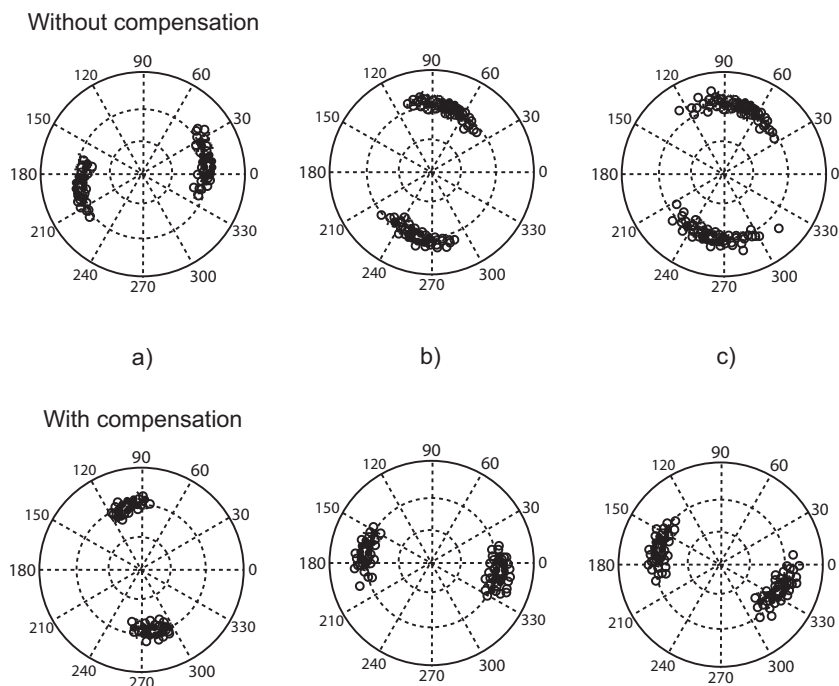 Without compensation
90 90 90
120 60 120 60 120 60
150 30 150 30 150 30
180 0 180 0 180 0
210 330 210 330 210 330
240 300 240 300 240 300
270 270 270
a) b) c)
With compensation
90 90 90
120 60 120 60 120 60
150 30 150 30 150 30
180 0 180 0 180 0
210 330 210 330 210 330
240 300 240 300 240 300
270 270 270